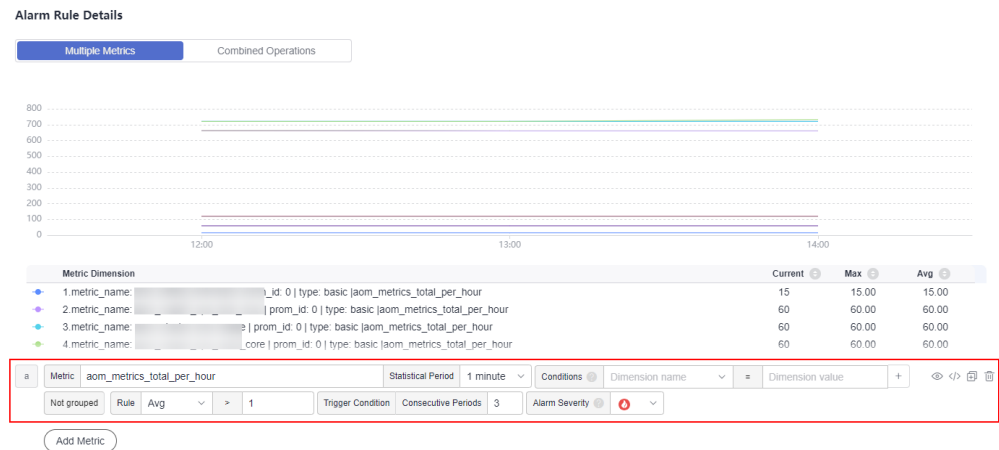 Alarm Rule Details
Multiple Metrics Combined Operations
800
700
600
500
400
300
200
100
0
12:00 13:00 14:00
Metric Dimension Current Max Avg
1.metric_name: _id: 0 | type: basic |aom_metrics_total_per_hour 15 15.00 15.00
2.metric_name: | prom_id: 0 | type: basic |aom_metrics_total_per_hour 60 60.00 60.00
3.metric_name: e | prom_id: 0 | type: basic |aom_metrics_total_per_hour 60 60.00 60.00
4.metric_name: _core | prom_id: 0 | type: basic |aom_metrics_total_per_hour 60 60.00 60.00
a Metric aom_metrics_total_per_hour Statistical Period 1 minute Conditions ? Dimension name = Dimension value +
Not grouped Rule Avg > 1 Trigger Condition Consecutive Periods 3 Alarm Severity ?
Add Metric